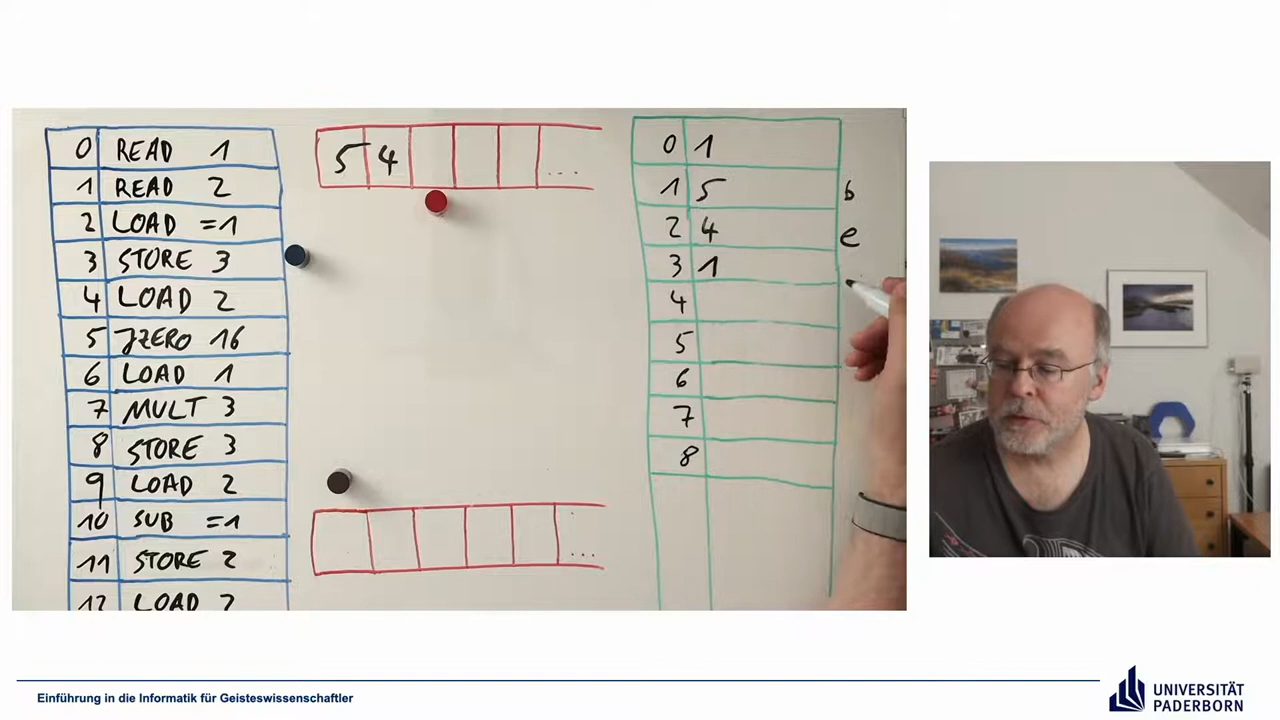 0 READ 1
1 READ 2
2 LOAD =1
3 STORE 3
4 LOAD 2
5 JZERO 16
6 LOAD 1
7 MULT 3
8 STORE 3
9 LOAD 2
10 SUB =1
11 STORE 2
12 LOAD 2
5 4 ...
...
0 1
1 5 b
2 4 e
3 1
4
5
6
7
8
Einführung in die Informatik für Geisteswissenschaftler
UNIVERSITÄT
PADERBORN